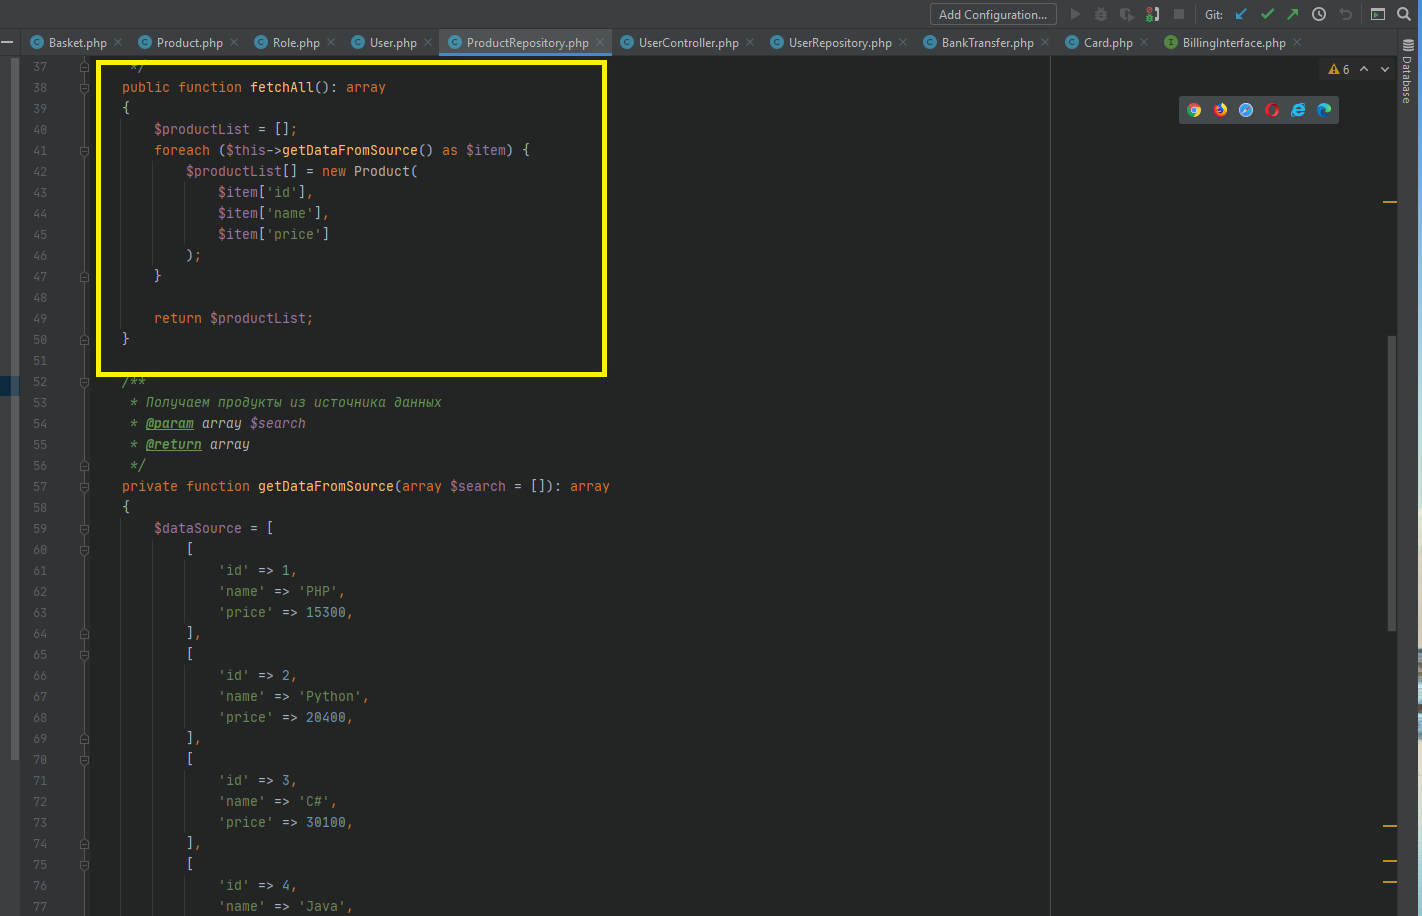 Add Configuration...
Git:
Basket.php
Product.php
Role.php
User.php
ProductRepository.php
UserController.php
UserRepository.php
BankTransfer.php
Card.php
BillingInterface.php
Database
6
37 */
38 public function fetchAll(): array
39 {
40 $productList = [];
41 foreach ($this->getDataFromSource() as $item) {
42 $productList[] = new Product(
43 $item['id'],
44 $item['name'],
45 $item['price']
46 );
47 }
48
49 return $productList;
50 }
51
52 /**
53 * Получаем продукты из источника данных
54 * @param array $search
55 * @return array
56 */
57 private function getDataFromSource(array $search = []): array
58 {
59 $dataSource = [
60 [
61 'id' => 1,
62 'name' => 'PHP',
63 'price' => 15300,
64 ],
65 [
66 'id' => 2,
67 'name' => 'Python',
68 'price' => 20400,
69 ],
70 [
71 'id' => 3,
72 'name' => 'C#',
73 'price' => 30100,
74 ],
75 [
76 'id' => 4,
77 'name' => 'Java',